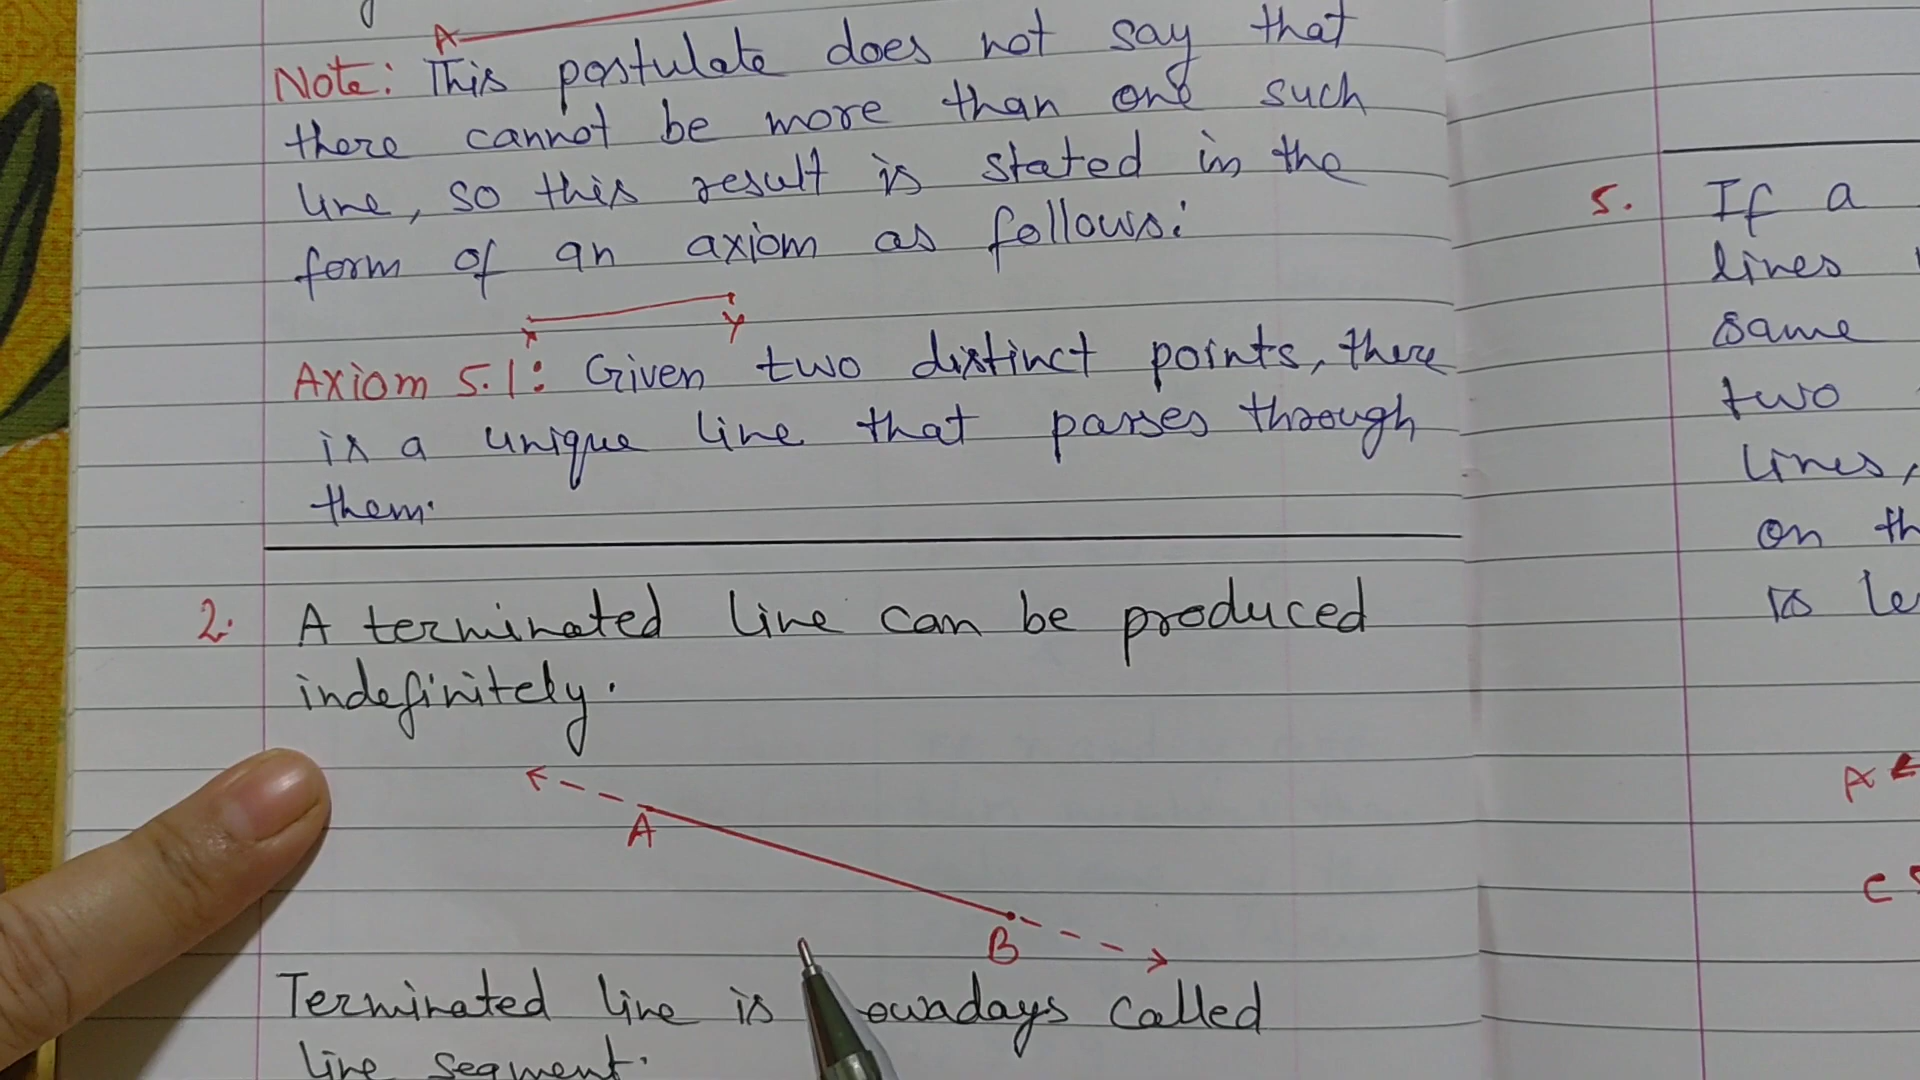 A
Note: This postulate does not say that
there cannot be more than one such
line, so this result is stated in the
form of an axiom as follows:
x y
Axiom 5.1: Given two distinct points, there
is a unique line that passes through
them.
2. A terminated line can be produced
indefinitely.
A
B
Terminated line is nowadays called
line segment.
5. If a
lines
same
two
lines,
on th
is le
A
C